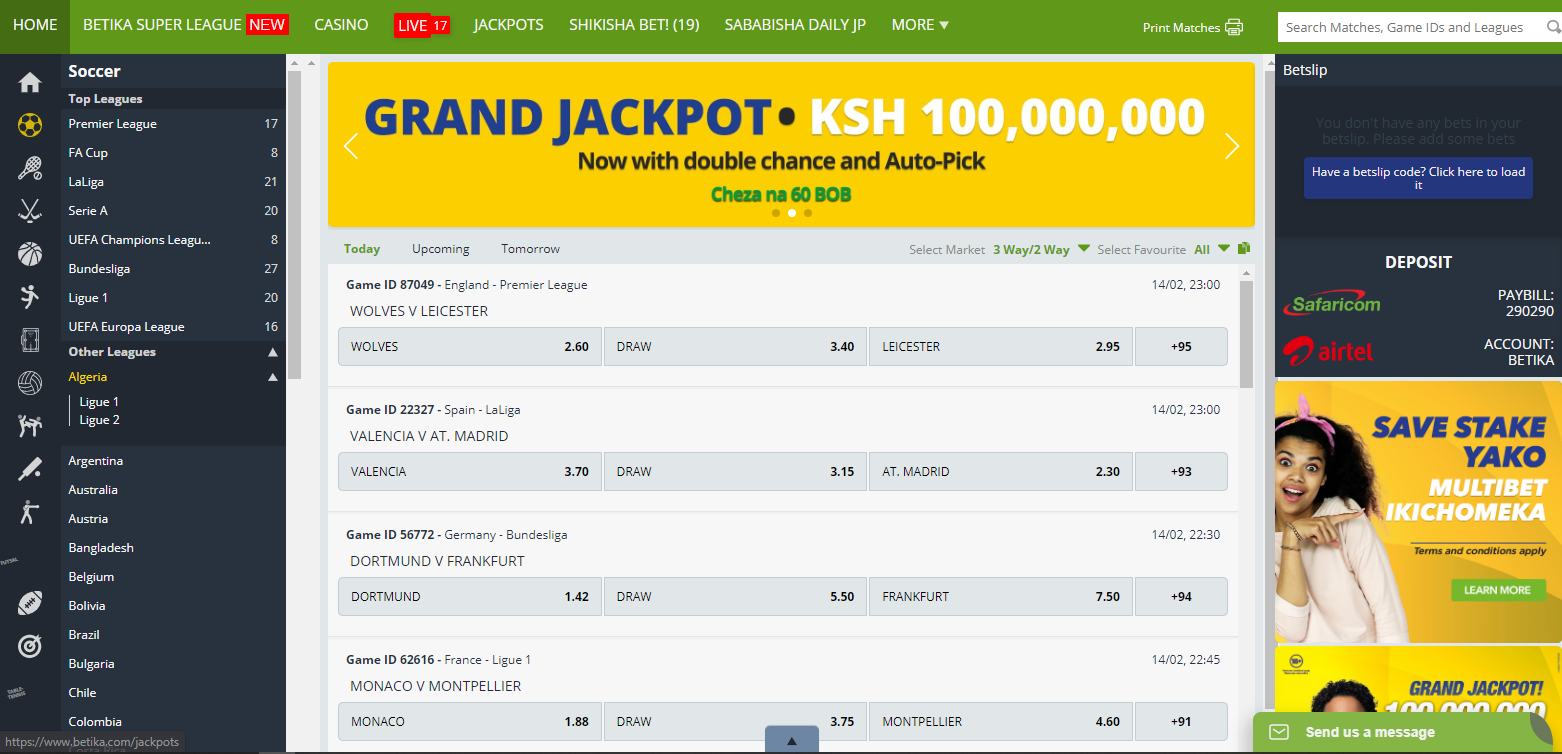 HOME
BETIKA SUPER LEAGUE NEW
CASINO
LIVE 17
JACKPOTS
SHIKISHA BET! (19)
SABABISHA DAILY JP
MORE
Print Matches
Search Matches, Game IDs and Leagues
Soccer
Top Leagues
Premier League 17
FA Cup 8
LaLiga 21
Serie A 20
UEFA Champions Leagu... 8
Bundesliga 27
Ligue 1 20
UEFA Europa League 16
Other Leagues
Algeria
Ligue 1
Ligue 2
Argentina
Australia
Austria
Bangladesh
Belgium
Bolivia
Brazil
Bulgaria
Chile
Colombia
Costa Rica
https://www.betika.com/jackpots
GRAND JACKPOT• KSH 100,000,000
Now with double chance and Auto-Pick
Cheza na 60 BOB
Today Upcoming Tomorrow
Select Market 3 Way/2 Way Select Favourite All
Game ID 87049 - England - Premier League 14/02, 23:00
WOLVES V LEICESTER
WOLVES 2.60 DRAW 3.40 LEICESTER 2.95 +95
Game ID 22327 - Spain - LaLiga 14/02, 23:00
VALENCIA V AT. MADRID
VALENCIA 3.70 DRAW 3.15 AT. MADRID 2.30 +93
Game ID 56772 - Germany - Bundesliga 14/02, 22:30
DORTMUND V FRANKFURT
DORTMUND 1.42 DRAW 5.50 FRANKFURT 7.50 +94
Game ID 62616 - France - Ligue 1 14/02, 22:45
MONACO V MONTPELLIER
MONACO 1.88 DRAW 3.75 MONTPELLIER 4.60 +91
Betslip
You don't have any bets in your
betslip. Please add some bets
Have a betslip code? Click here to load
it
DEPOSIT
Safaricom
PAYBILL:
290290
airtel
ACCOUNT:
BETIKA
SAVE STAKE
YAKO
MULTIBET
IKICHOMEKA
Terms and conditions apply
LEARN MORE
GRAND JACKPOT!
100,000,000
Send us a message